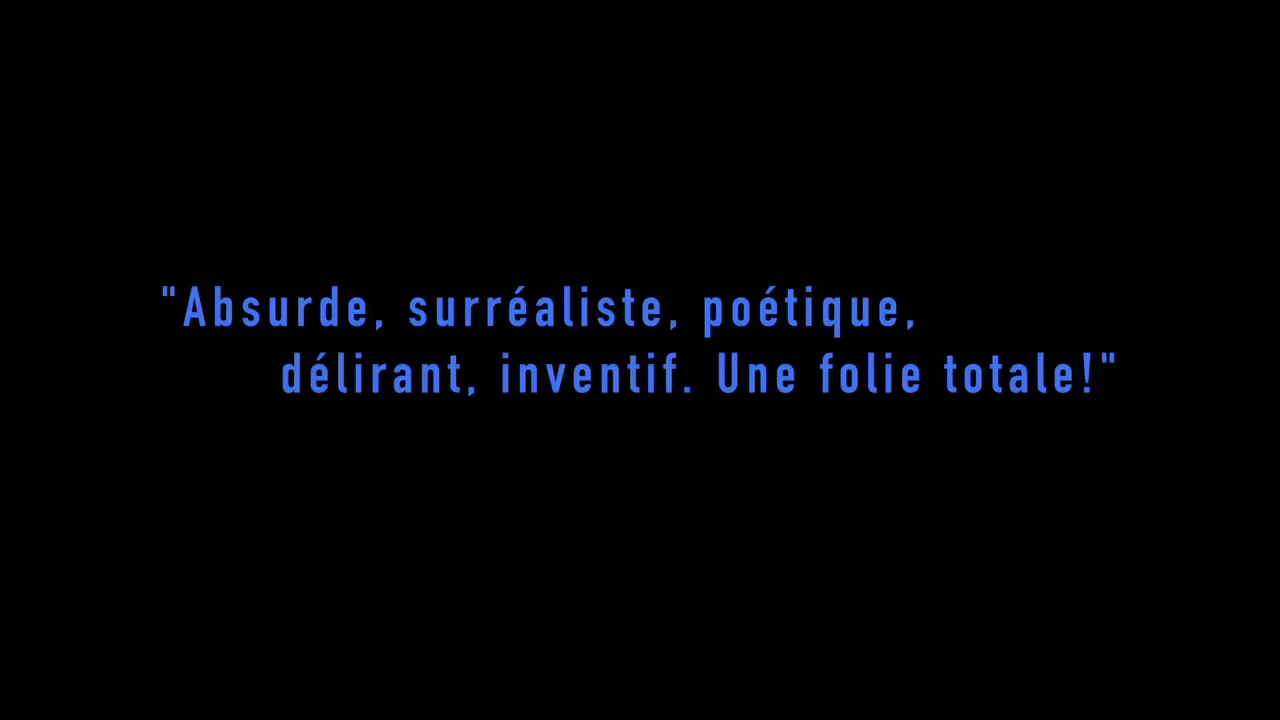 "Absurde, surréaliste, poétique,
délirant, inventif. Une folie totale!"